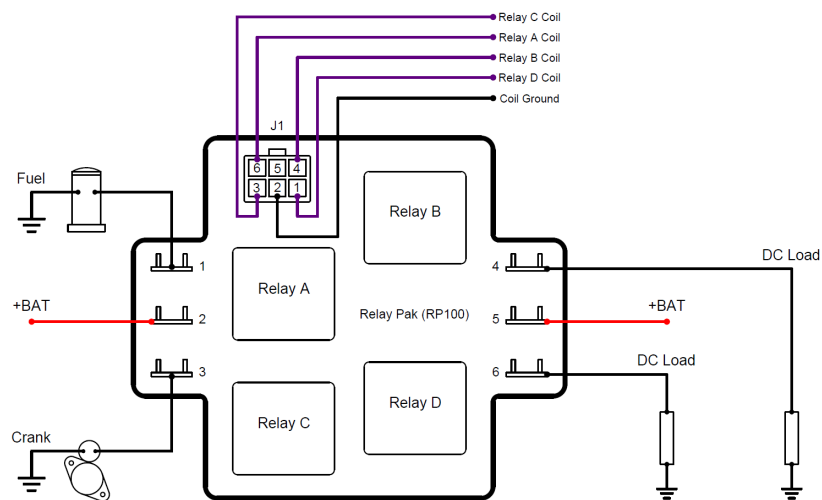 Relay C Coil
Relay A Coil
Relay B Coil
Relay D Coil
Coil Ground
J1
6 5 4
3 2 1
Fuel
Relay B
1
4
DC Load
Relay A
+BAT
2
Relay Pak (RP100)
5
+BAT
3
6
DC Load
Relay C
Relay D
Crank